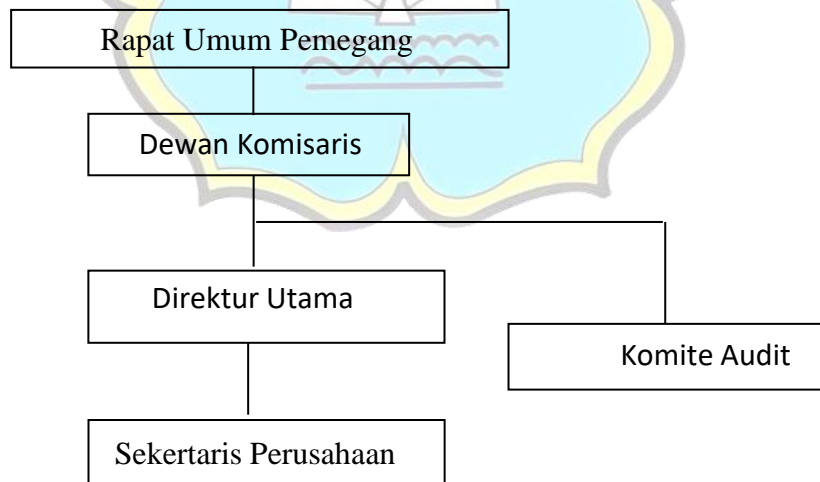 Rapat Umum Pemegang
Dewan Komisaris
Direktur Utama
Komite Audit
Sekertaris Perusahaan